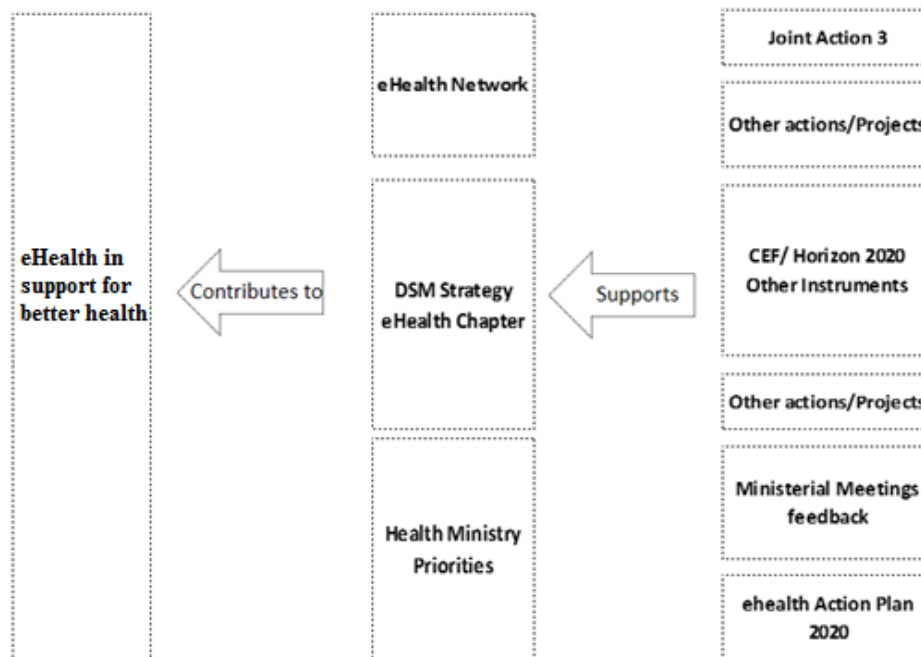 eHealth in
support for
better health
Contributes to
eHealth Network
DSM Strategy
eHealth Chapter
Health Ministry
Priorities
Supports
Joint Action 3
Other actions/Projects
CEF/ Horizon 2020
Other Instruments
Other actions/Projects
Ministerial Meetings
feedback
ehealth Action Plan
2020